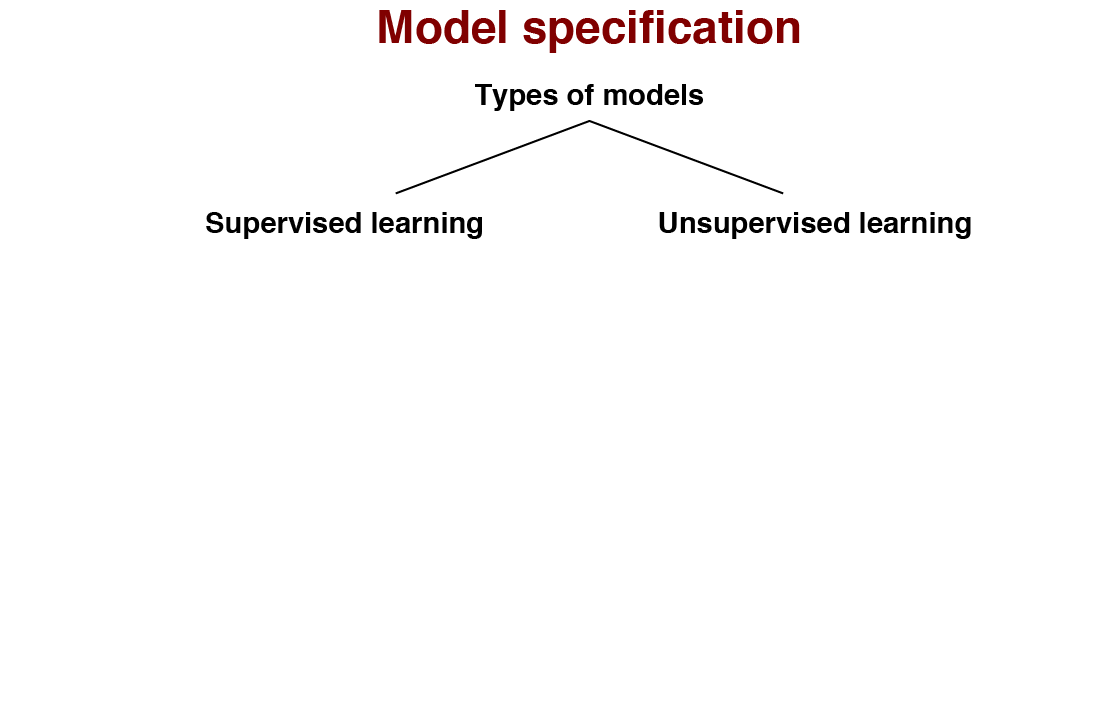 Model specification
Types of models
Supervised learning Unsupervised learning